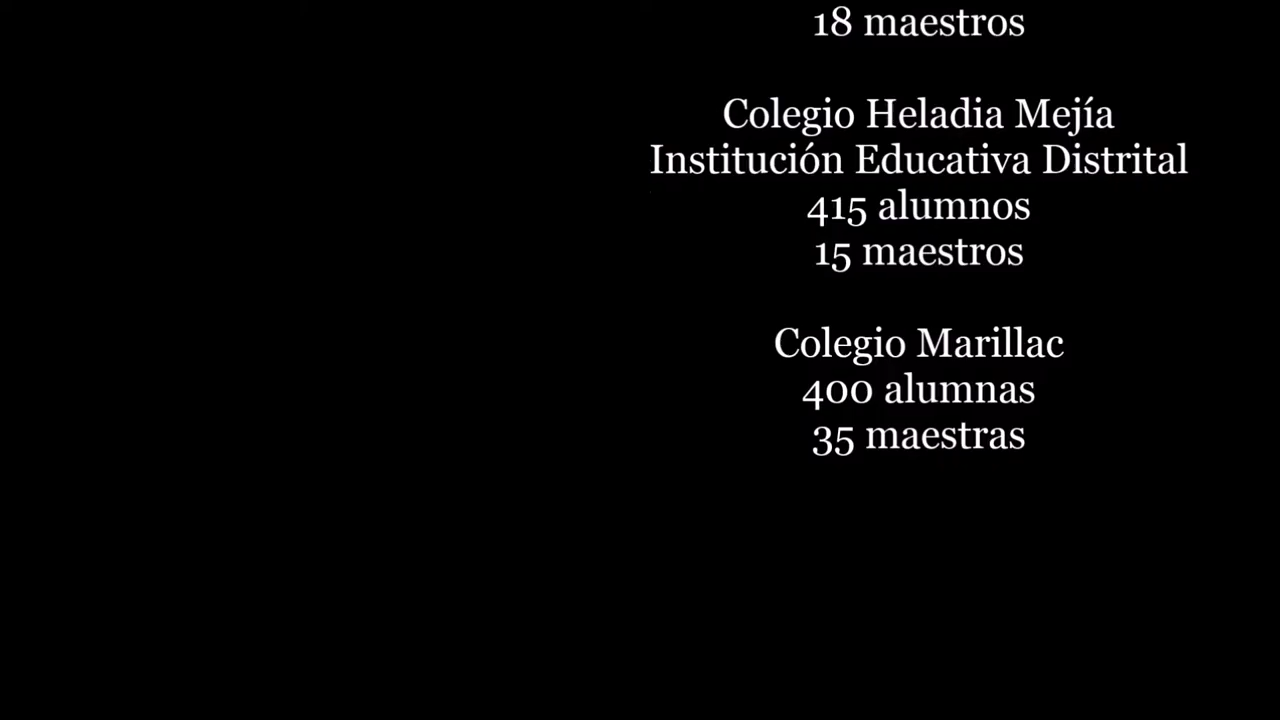 18 maestros
Colegio Heladia Mejía
Institución Educativa Distrital
415 alumnos
15 maestros
Colegio Marillac
400 alumnas
35 maestras